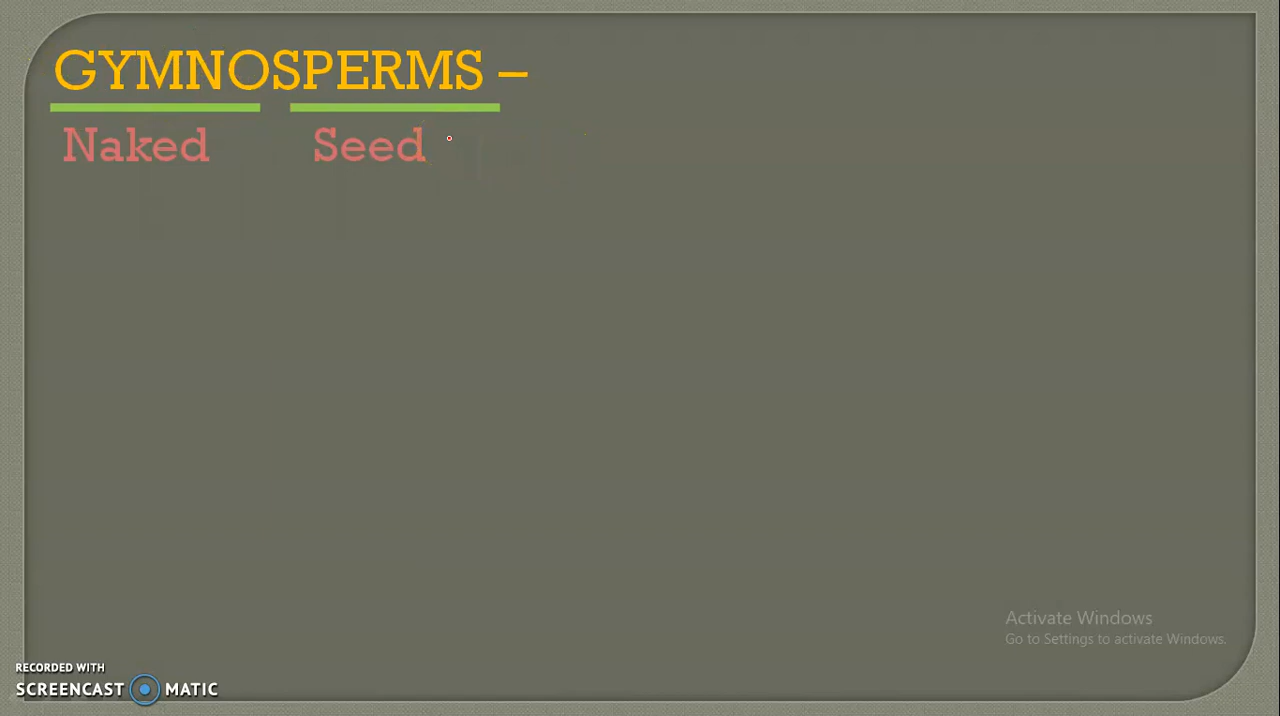 GYMNOSPERMS –
Naked Seed
Activate Windows
Go to Settings to activate Windows.
RECORDED WITH
SCREENCAST MATIC